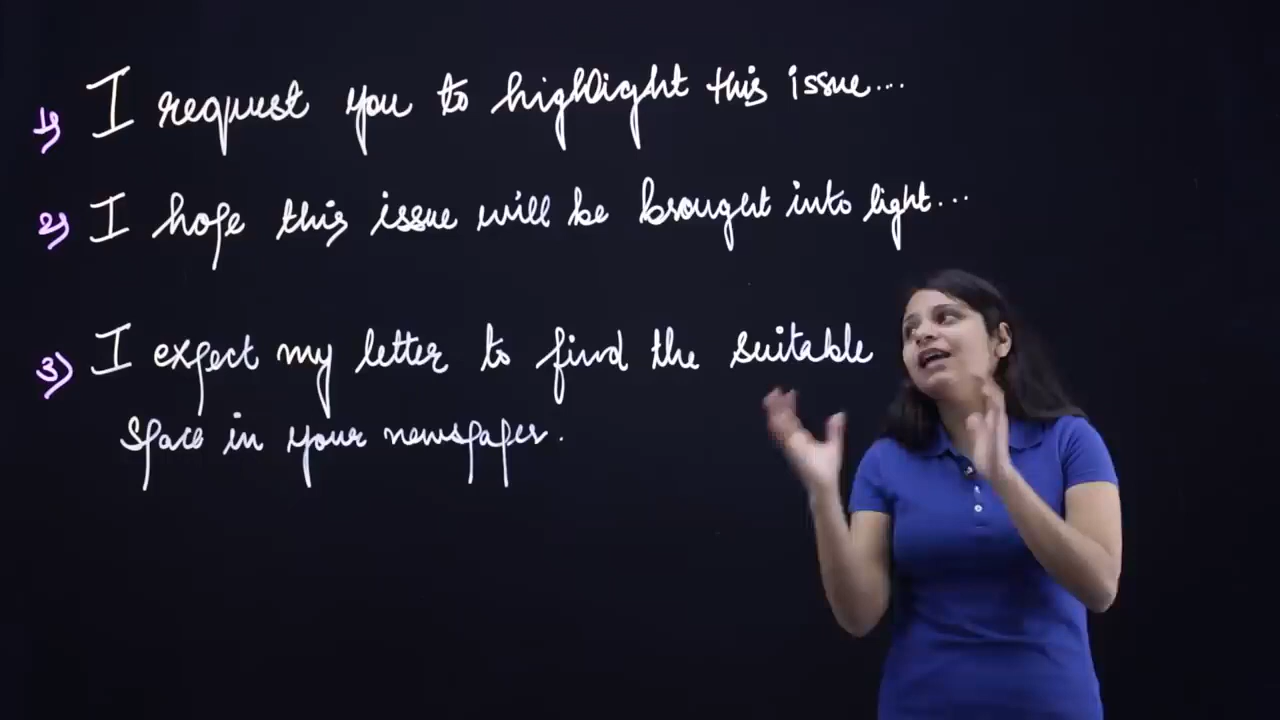 1) I request you to highlight this issue...
2) I hope this issue will be brought into light...
3) I expect my letter to find the suitable
space in your newspaper.